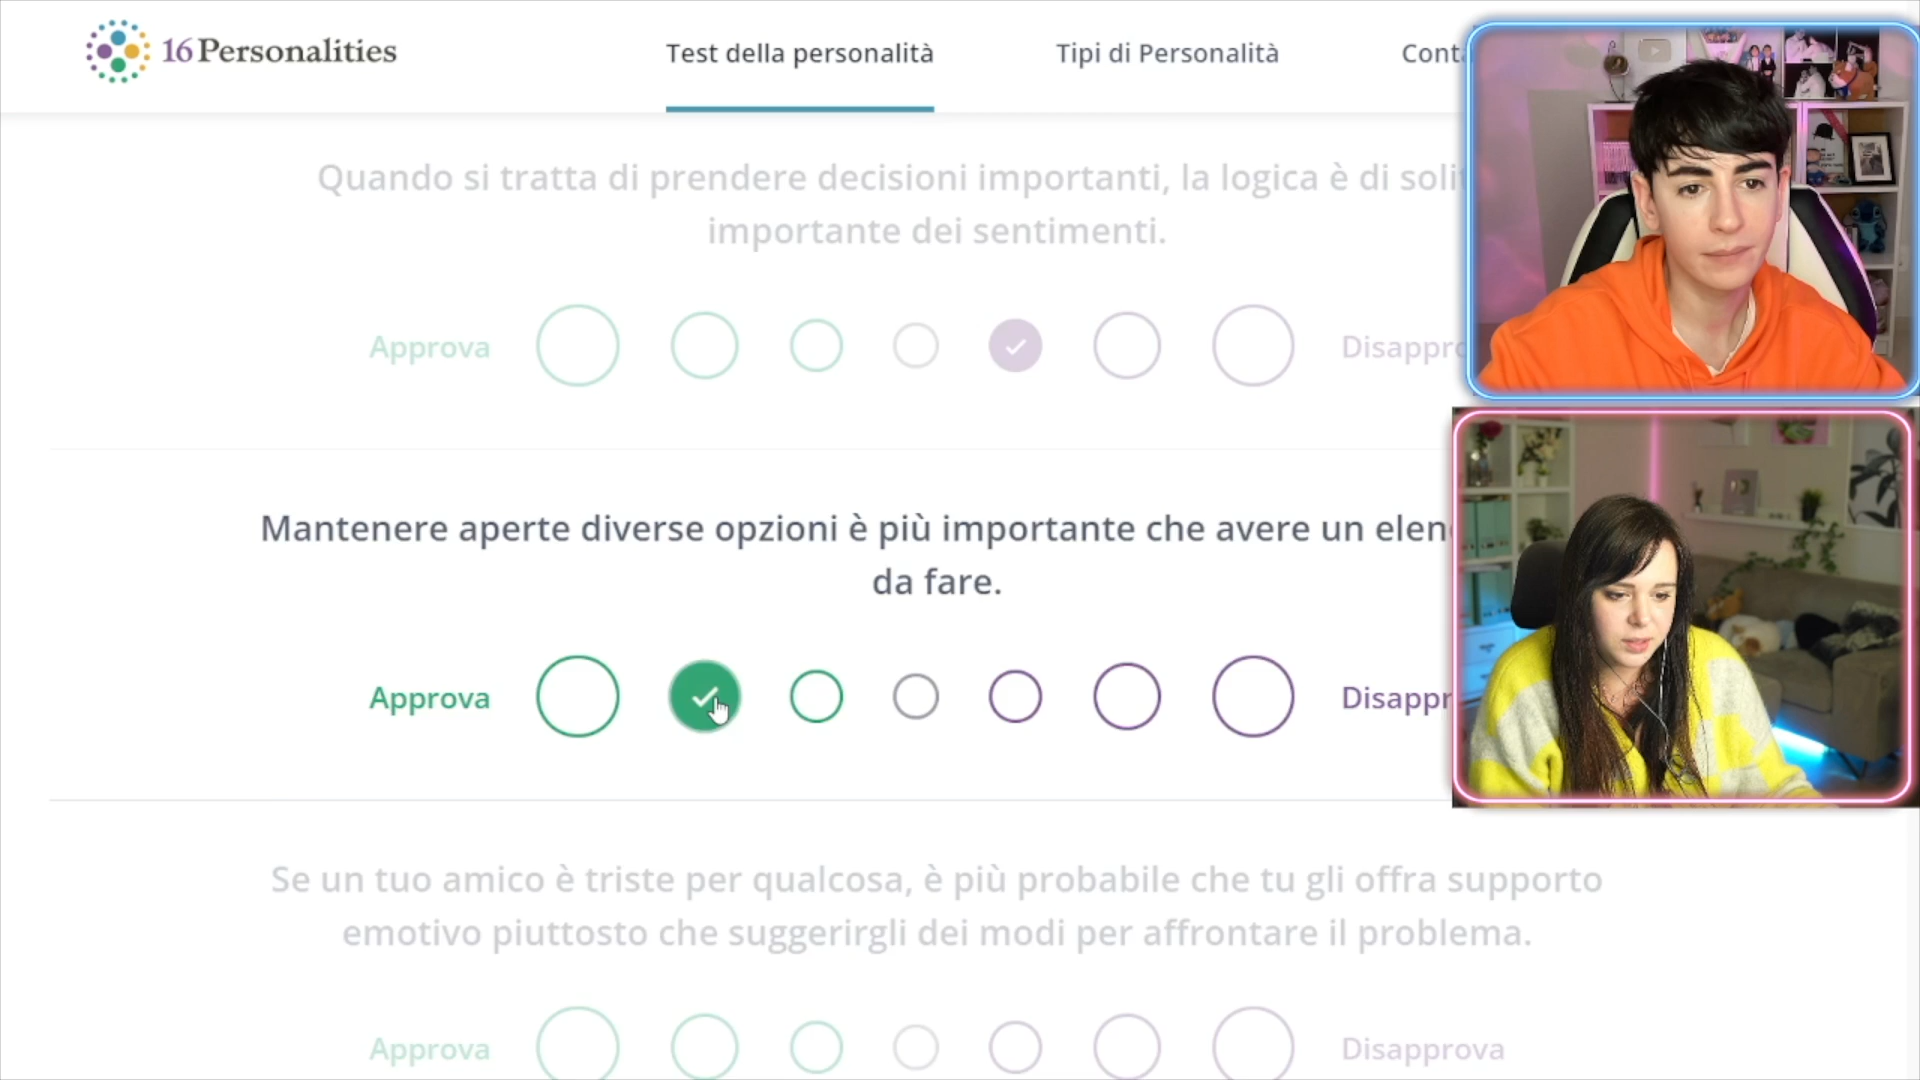 16Personalities
Test della personalità
Tipi di Personalità
Conta
Quando si tratta di prendere decisioni importanti, la logica è di soli
importante dei sentimenti.
Approva
Disappro
Mantenere aperte diverse opzioni è più importante che avere un elen
da fare.
Approva
Disappr
Se un tuo amico è triste per qualcosa, è più probabile che tu gli offra supporto
emotivo piuttosto che suggerirgli dei modi per affrontare il problema.
Approva
Disapprova